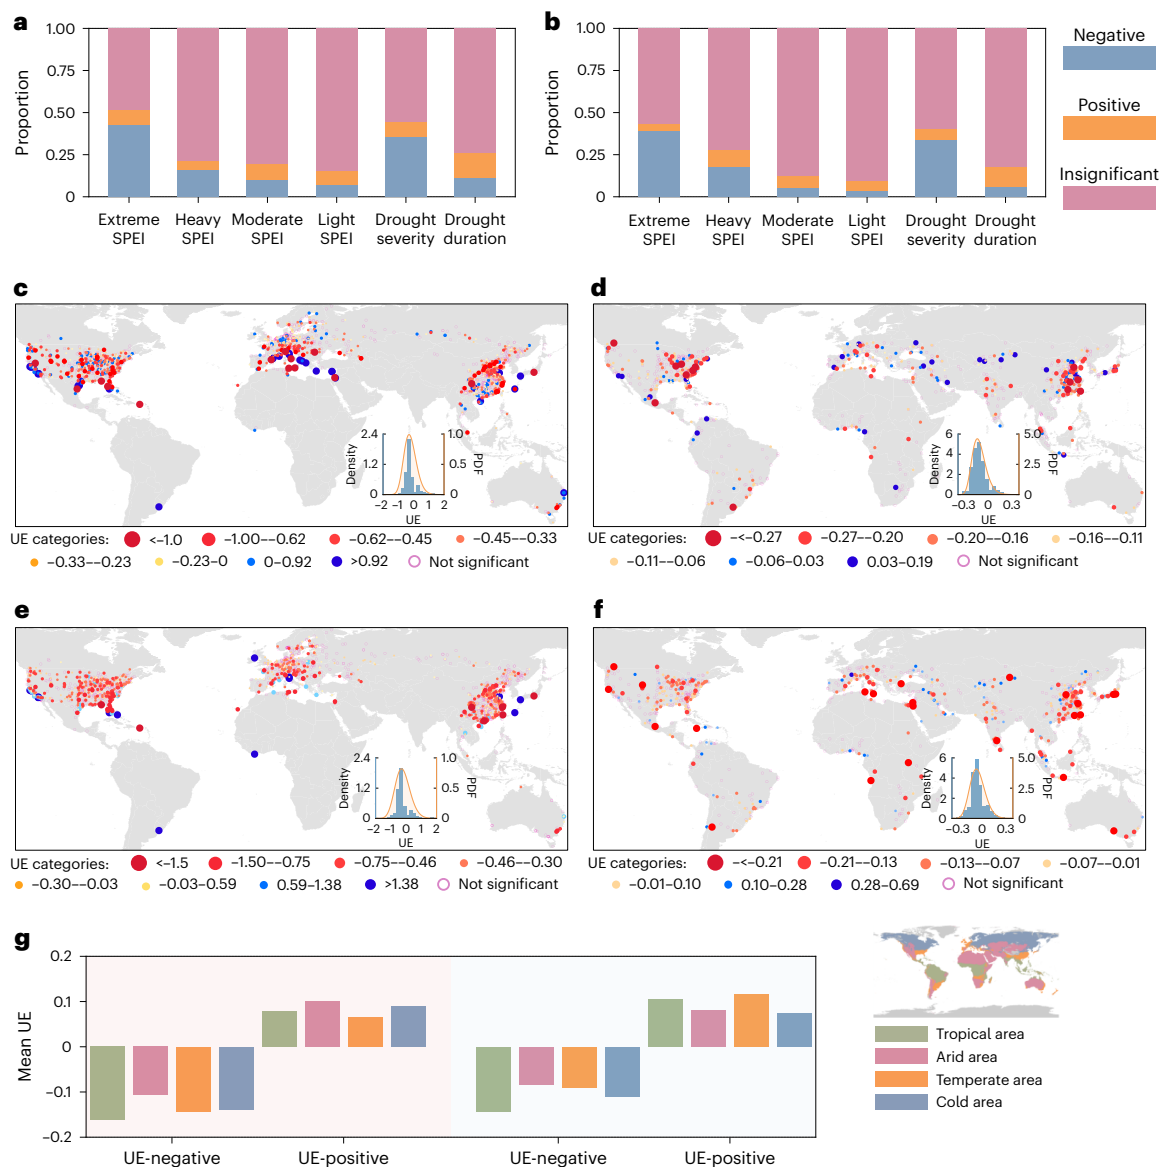 a
1.00
0.75
0.50
0.25
0
Proportion
Extreme SPEI
Heavy SPEI
Moderate SPEI
Light SPEI
Drought severity
Drought duration
b
1.00
0.75
0.50
0.25
0
Proportion
Extreme SPEI
Heavy SPEI
Moderate SPEI
Light SPEI
Drought severity
Drought duration
Negative
Positive
Insignificant
c
2.4
1.2
0
Density
1.0
0.5
0
PDF
−2 −1 0 1 2
UE
UE categories: <−1.0 −1.00–−0.62 −0.62–−0.45 −0.45–−0.33
−0.33–−0.23 −0.23–0 0–0.92 >0.92 Not significant
d
6
4
2
0
Density
5.0
2.5
0
PDF
−0.3 0 0.3
UE
UE categories: −<−0.27 −0.27–−0.20 −0.20–−0.16 −0.16–−0.11
−0.11–−0.06 −0.06–0.03 0.03–0.19 Not significant
e
2.4
1.2
0
Density
1.0
0.5
0
PDF
−2 −1 0 1 2
UE
UE categories: <−1.5 −1.50–−0.75 −0.75–−0.46 −0.46–−0.30
−0.30–−0.03 −0.03–0.59 0.59–1.38 >1.38 Not significant
f
6
4
2
0
Density
5.0
2.5
0
PDF
−0.3 0 0.3
UE
UE categories: −<−0.21 −0.21–−0.13 −0.13–−0.07 −0.07–−0.01
−0.01–0.10 0.10–0.28 0.28–0.69 Not significant
g
0.2
0.1
0
−0.1
−0.2
Mean UE
UE-negative
UE-positive
UE-negative
UE-positive
Tropical area
Arid area
Temperate area
Cold area